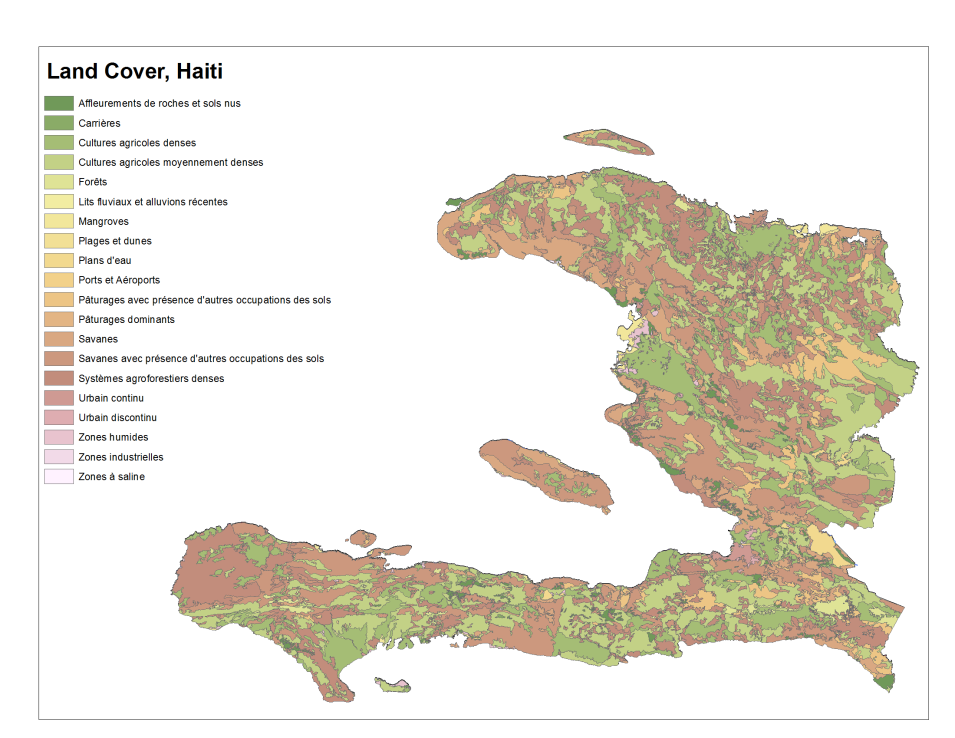 Land Cover, Haiti
Affleurements de roches et sols nus
Carrières
Cultures agricoles denses
Cultures agricoles moyennement denses
Forêts
Lits fluviaux et alluvions récentes
Mangroves
Plages et dunes
Plans d'eau
Ports et Aéroports
Pâturages avec présence d'autres occupations des sols
Pâturages dominants
Savanes
Savanes avec présence d'autres occupations des sols
Systèmes agroforestiers denses
Urbain continu
Urbain discontinu
Zones humides
Zones industrielles
Zones à saline